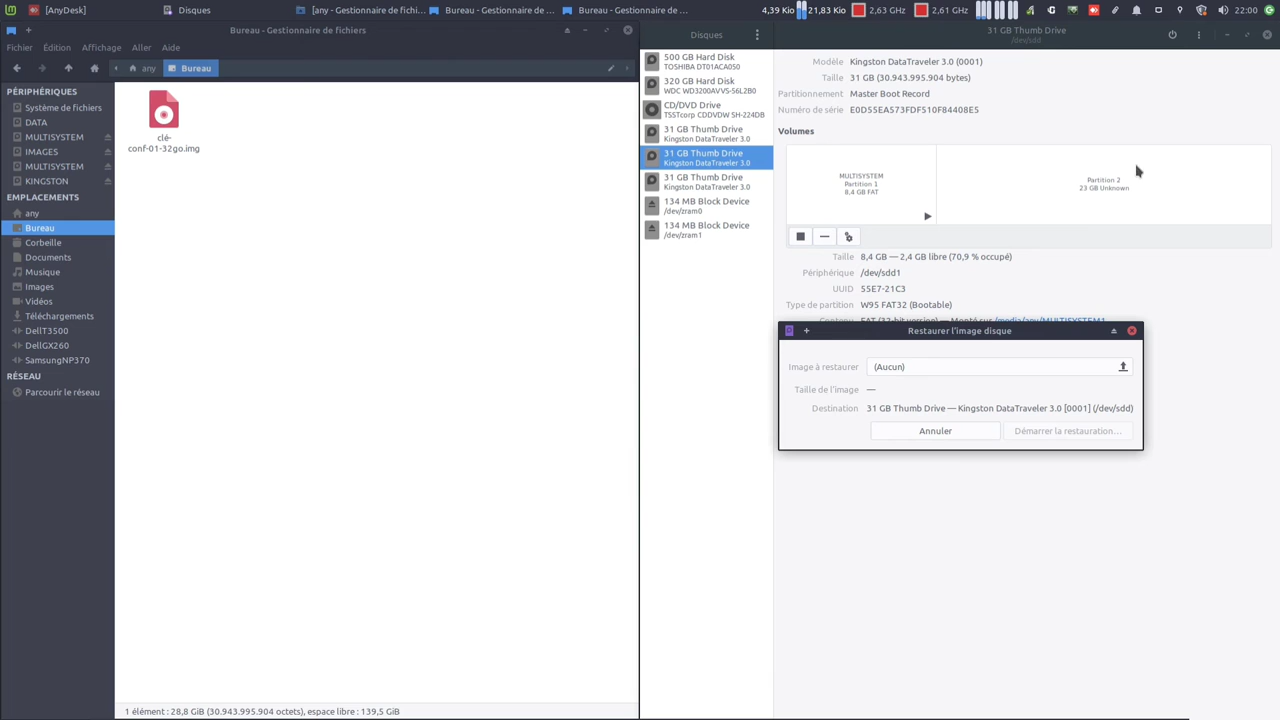 [AnyDesk]
Disques
[any - Gestionnaire de fichi...
Bureau - Gestionnaire de ...
Bureau - Gestionnaire de ...
4,39 Kio
21,83 Kio
2,63 GHz
2,61 GHz
22:00
Bureau - Gestionnaire de fichiers
Fichier Édition Affichage Aller Aide
any
Bureau
PÉRIPHÉRIQUES
Système de fichiers
DATA
MULTISYSTEM
IMAGES
MULTISYSTEM
KINGSTON
EMPLACEMENTS
any
Bureau
Corbeille
Documents
Musique
Images
Vidéos
Téléchargements
DellT3500
DellGX260
SamsungNP370
RÉSEAU
Parcourir le réseau
clé-
conf-01-32go.img
1 élément : 28,8 GiB (30.943.995.904 octets), espace libre : 139,5 GiB
Disques
500 GB Hard Disk
TOSHIBA DT01ACA050
320 GB Hard Disk
WDC WD3200AVVS-56L2B0
CD/DVD Drive
TSSTcorp CDDVDW SH-224DB
31 GB Thumb Drive
Kingston DataTraveler 3.0
31 GB Thumb Drive
Kingston DataTraveler 3.0
31 GB Thumb Drive
Kingston DataTraveler 3.0
134 MB Block Device
/dev/zram0
134 MB Block Device
/dev/zram1
31 GB Thumb Drive
/dev/sdd
Modèle Kingston DataTraveler 3.0 (0001)
Taille 31 GB (30.943.995.904 bytes)
Partitionnement Master Boot Record
Numéro de série E0D55EA573FDF510F84408E5
Volumes
MULTISYSTEM
Partition 1
8,4 GB FAT
Partition 2
23 GB Unknown
Taille 8,4 GB — 2,4 GB libre (70,9 % occupé)
Périphérique /dev/sdd1
UUID 55E7-21C3
Type de partition W95 FAT32 (Bootable)
Contenu FAT (32-bit version) — Monté sur /media/any/MULTISYSTEM1
Restaurer l'image disque
Image à restaurer (Aucun)
Taille de l'image —
Destination 31 GB Thumb Drive — Kingston DataTraveler 3.0 [0001] (/dev/sdd)
Annuler
Démarrer la restauration...